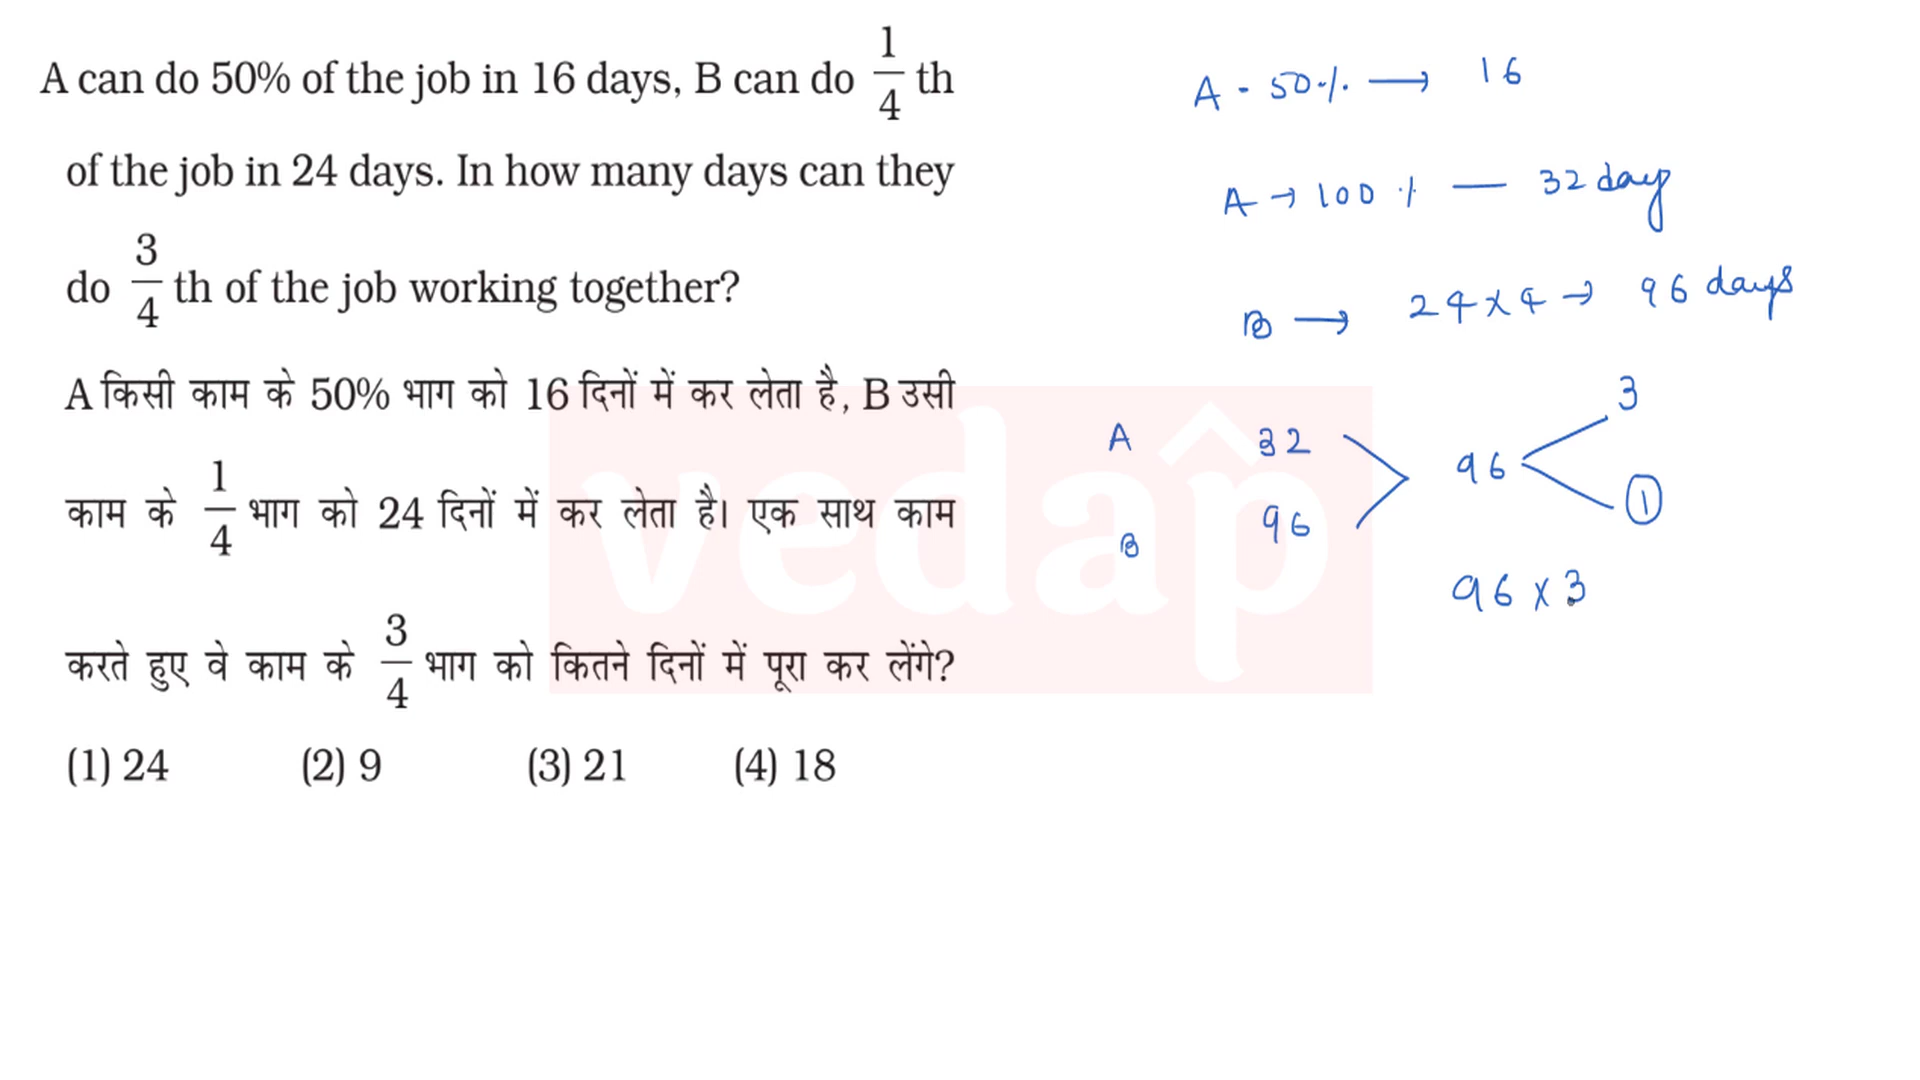 A can do 50% of the job in 16 days, B can do 1/4 th
of the job in 24 days. In how many days can they
do 3/4 th of the job working together?
A किसी काम के 50% भाग को 16 दिनों में कर लेता है, B उसी
काम के 1/4 भाग को 24 दिनों में कर लेता है। एक साथ काम
करते हुए वे काम के 3/4 भाग को कितने दिनों में पूरा कर लेंगे?
(1) 24 (2) 9 (3) 21 (4) 18
A - 50% → 16
A → 100% — 32 day
B → 24 x 4 → 96 days
3
A 32 96
B 96 1
96 x 3
vedap